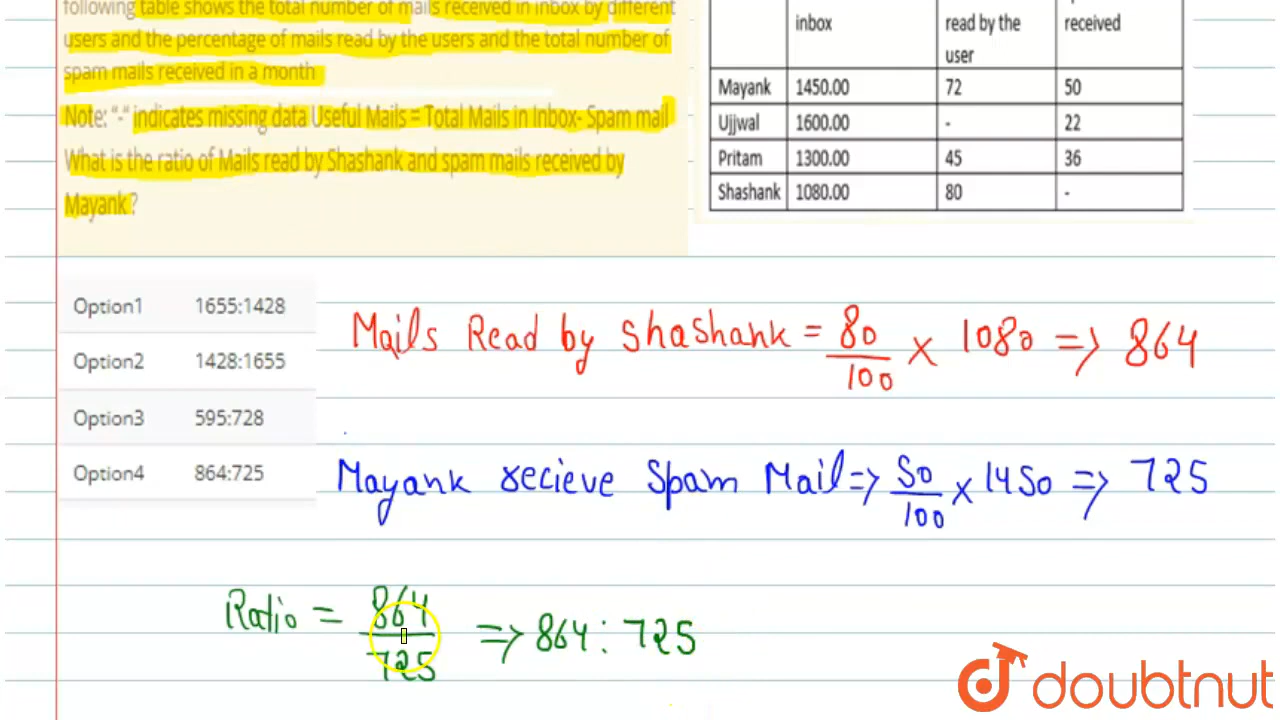 following table shows the total number of mails received in inbox by different
users and the percentage of mails read by the users and the total number of
spam mails received in a month
Note: "-" indicates missing data Useful Mails = Total Mails in Inbox- Spam mail
What is the ratio of Mails read by Shashank and spam mails received by
Mayank ?
inbox read by the received
user
Mayank 1450.00 72 50
Ujjwal 1600.00 - 22
Pritam 1300.00 45 36
Shashank 1080.00 80 -
Option1 1655:1428
Option2 1428:1655
Option3 595:728
Option4 864:725
Mails Read by Shashank = 80/100 × 1080 => 864
Mayank recieve Spam Mail => 50/100 × 1450 => 725
Ratio = 864/725 => 864 : 725
doubtnut